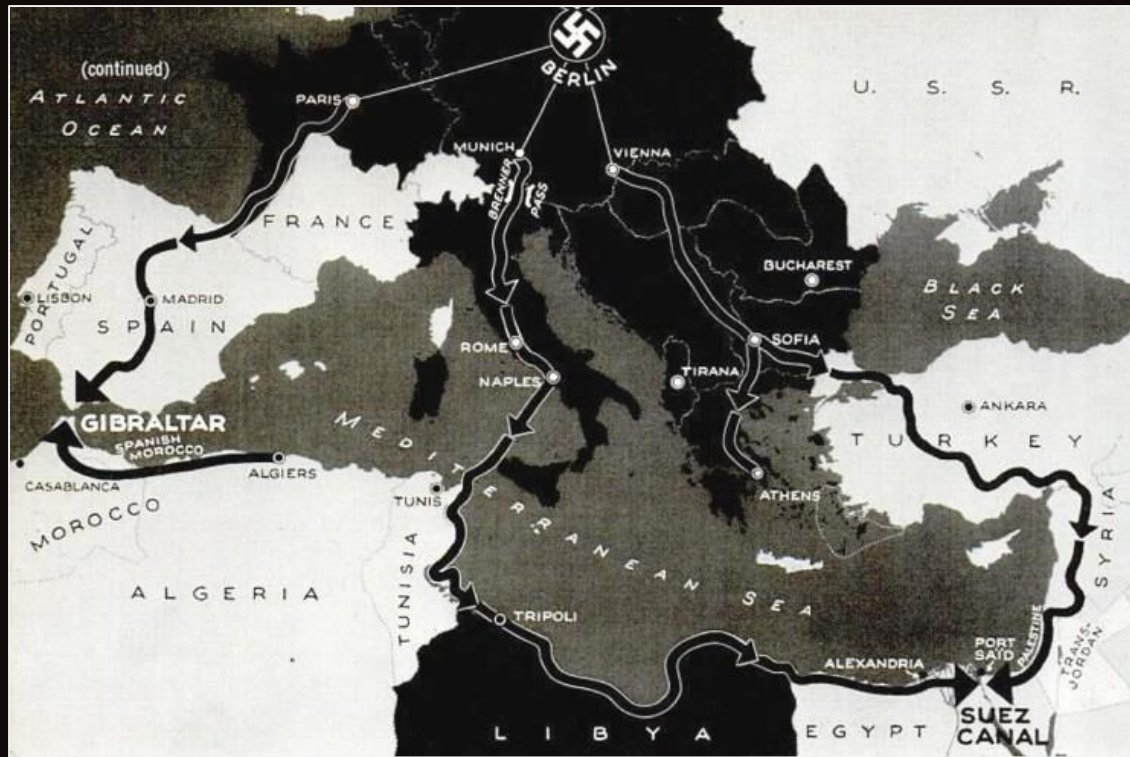 (continued)
ATLANTIC
OCEAN
BERLIN
U. S. S. R.
PARIS
MUNICH
VIENNA
BRENNER
PASS
FRANCE
PORTUGAL
LISBON
MADRID
SPAIN
BUCHAREST
BLACK
SEA
ROME
NAPLES
TIRANA
SOFIA
ANKARA
TURKEY
GIBRALTAR
SPANISH
MOROCCO
CASABLANCA
ALGIERS
MOROCCO
TUNIS
MEDITERRANEAN SEA
ATHENS
SYRIA
ALGERIA
TUNISIA
TRIPOLI
ALEXANDRIA
PORT
SAÏD
PALESTINE
TRANS-
JORDAN
LIBYA
EGYPT
SUEZ
CANAL